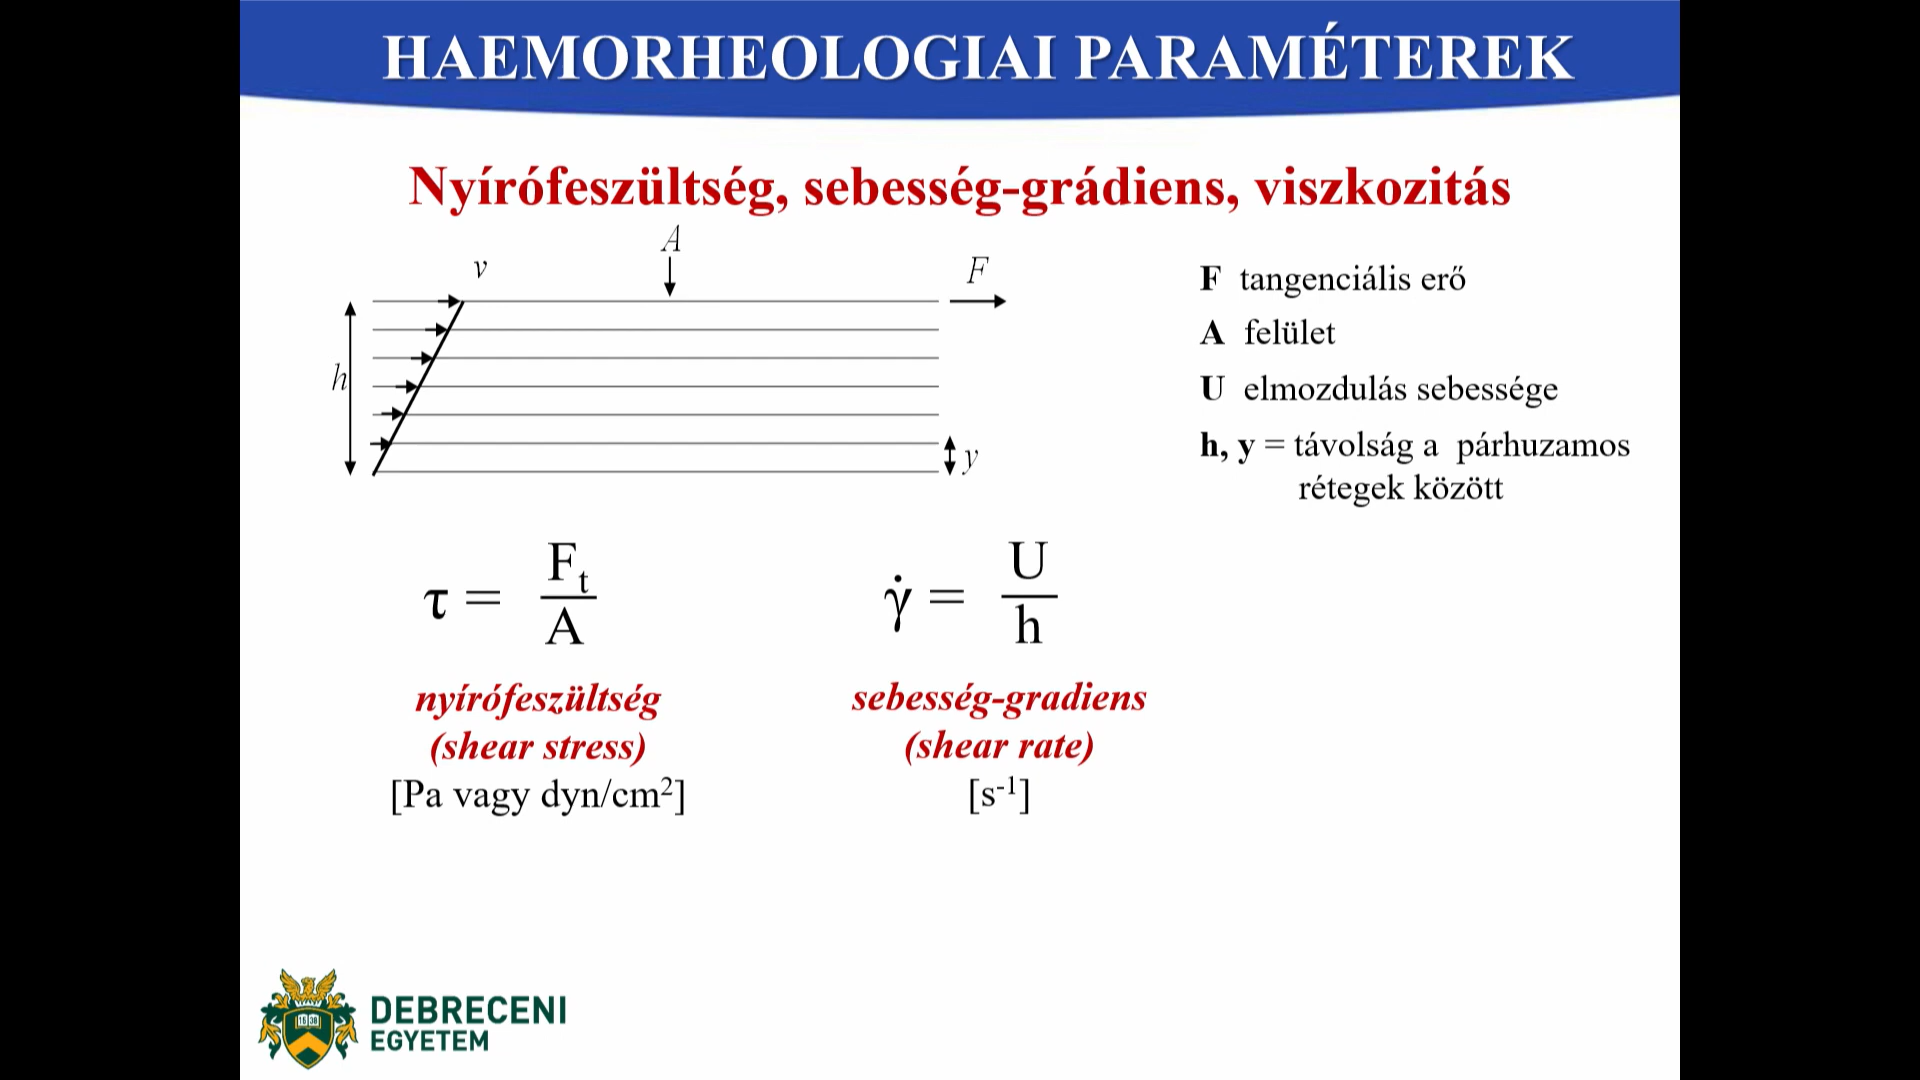 HAEMORHEOLOGIAI PARAMÉTEREK
Nyírófeszültség, sebesség-grádiens, viszkozitás
A
v
F
h
y
F tangenciális erő
A felület
U elmozdulás sebessége
h, y = távolság a párhuzamos
rétegek között
τ = Fₜ / A
γ̇ = U / h
nyírófeszültség
(shear stress)
[Pa vagy dyn/cm²]
sebesség-gradiens
(shear rate)
[s⁻¹]
1538
DEBRECENI
EGYETEM